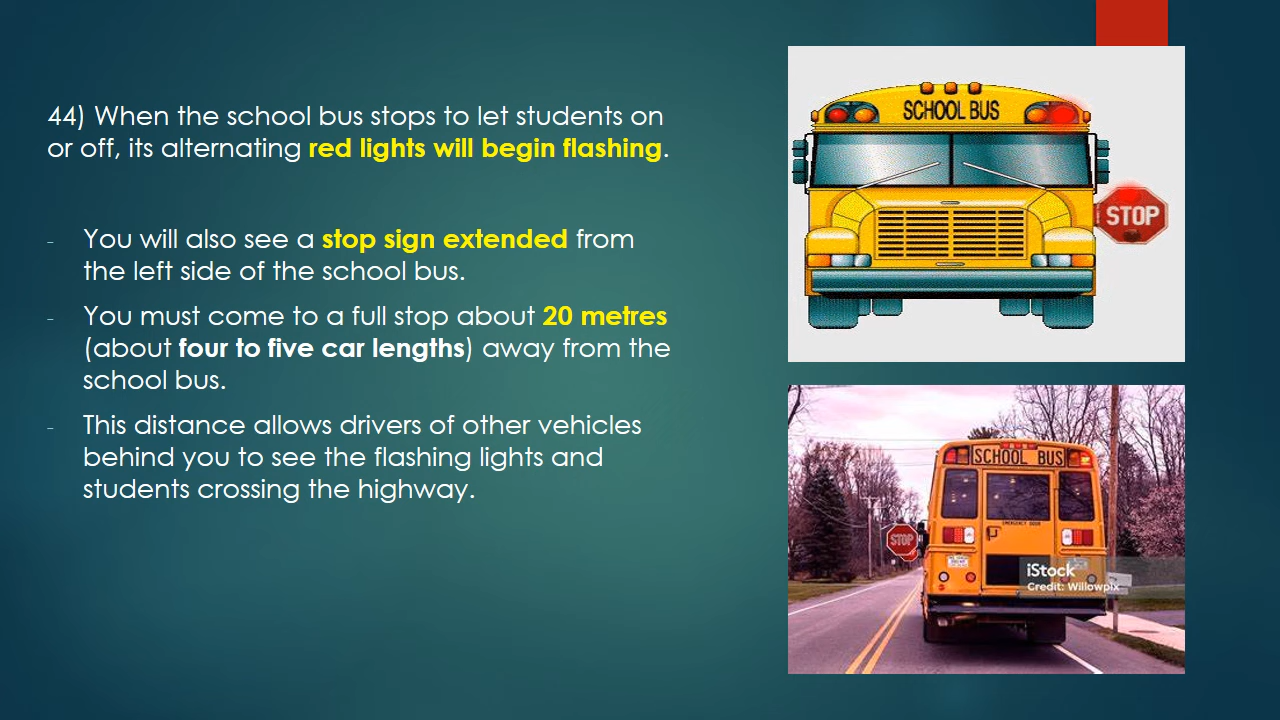 44) When the school bus stops to let students on
or off, its alternating red lights will begin flashing.
- You will also see a stop sign extended from
the left side of the school bus.
- You must come to a full stop about 20 metres
(about four to five car lengths) away from the
school bus.
- This distance allows drivers of other vehicles
behind you to see the flashing lights and
students crossing the highway.
SCHOOL BUS
STOP
SCHOOL BUS
EMERGENCY DOOR
STOP
iStock
Credit: Willowpix